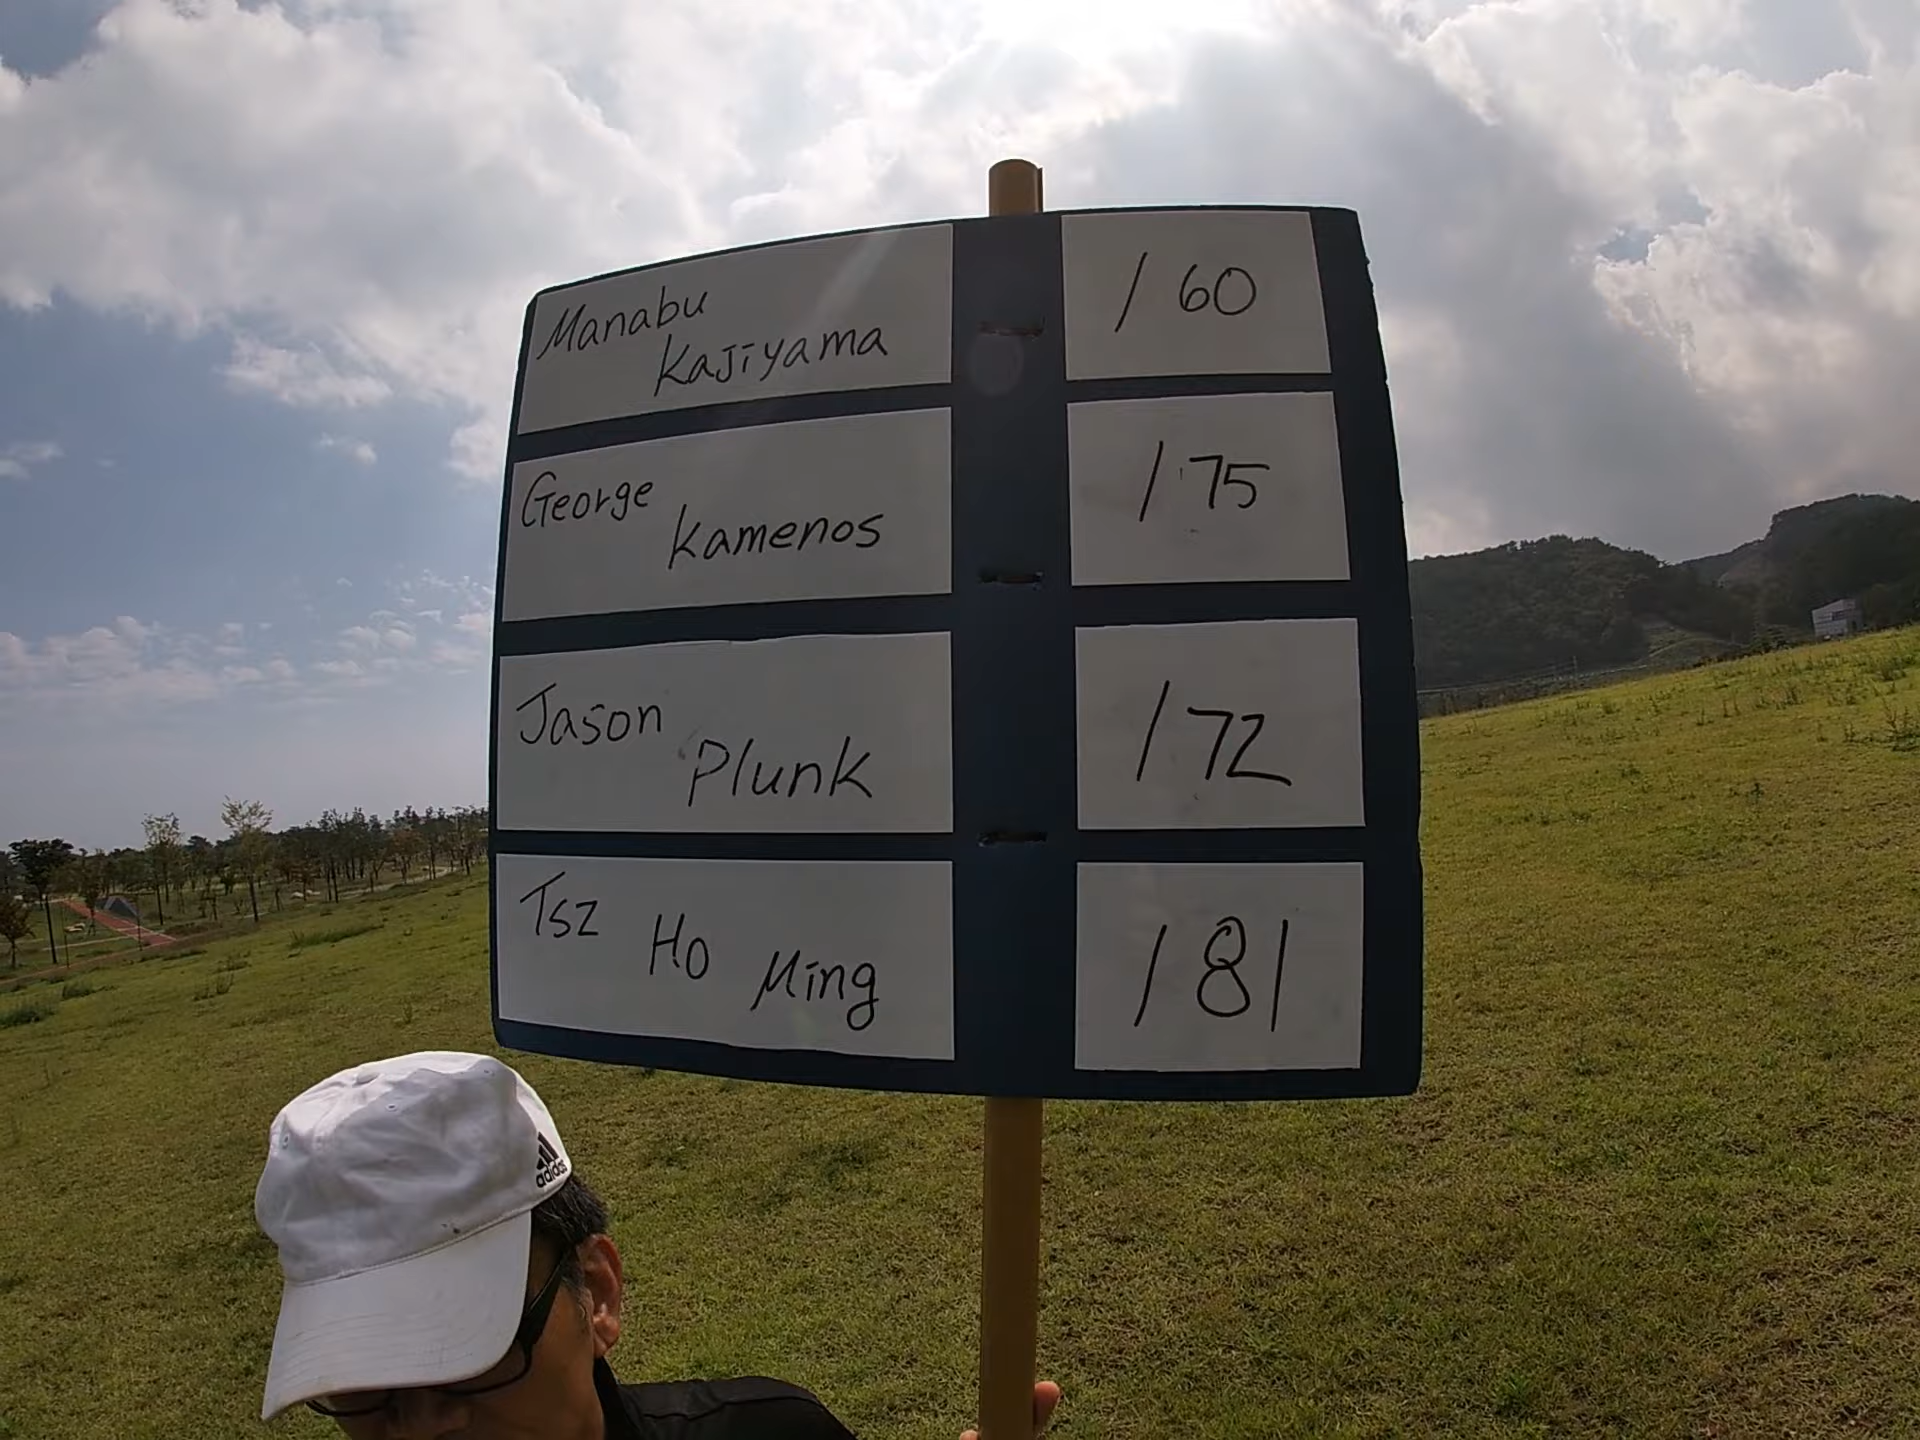 Manabu
Kajiyama
160
George
Kamenos
175
Jason
Plunk
172
Tsz Ho Ming
181
adidas